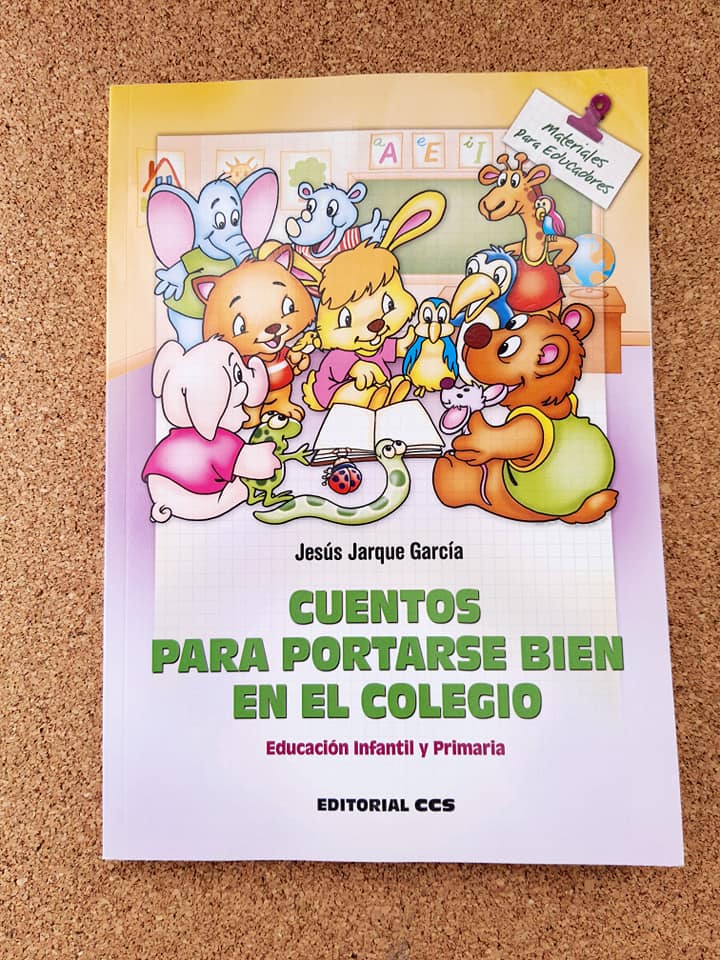 Materiales
para Educadores
a A
e E
i I
Jesús Jarque García
CUENTOS
PARA PORTARSE BIEN
EN EL COLEGIO
Educación Infantil y Primaria
EDITORIAL CCS